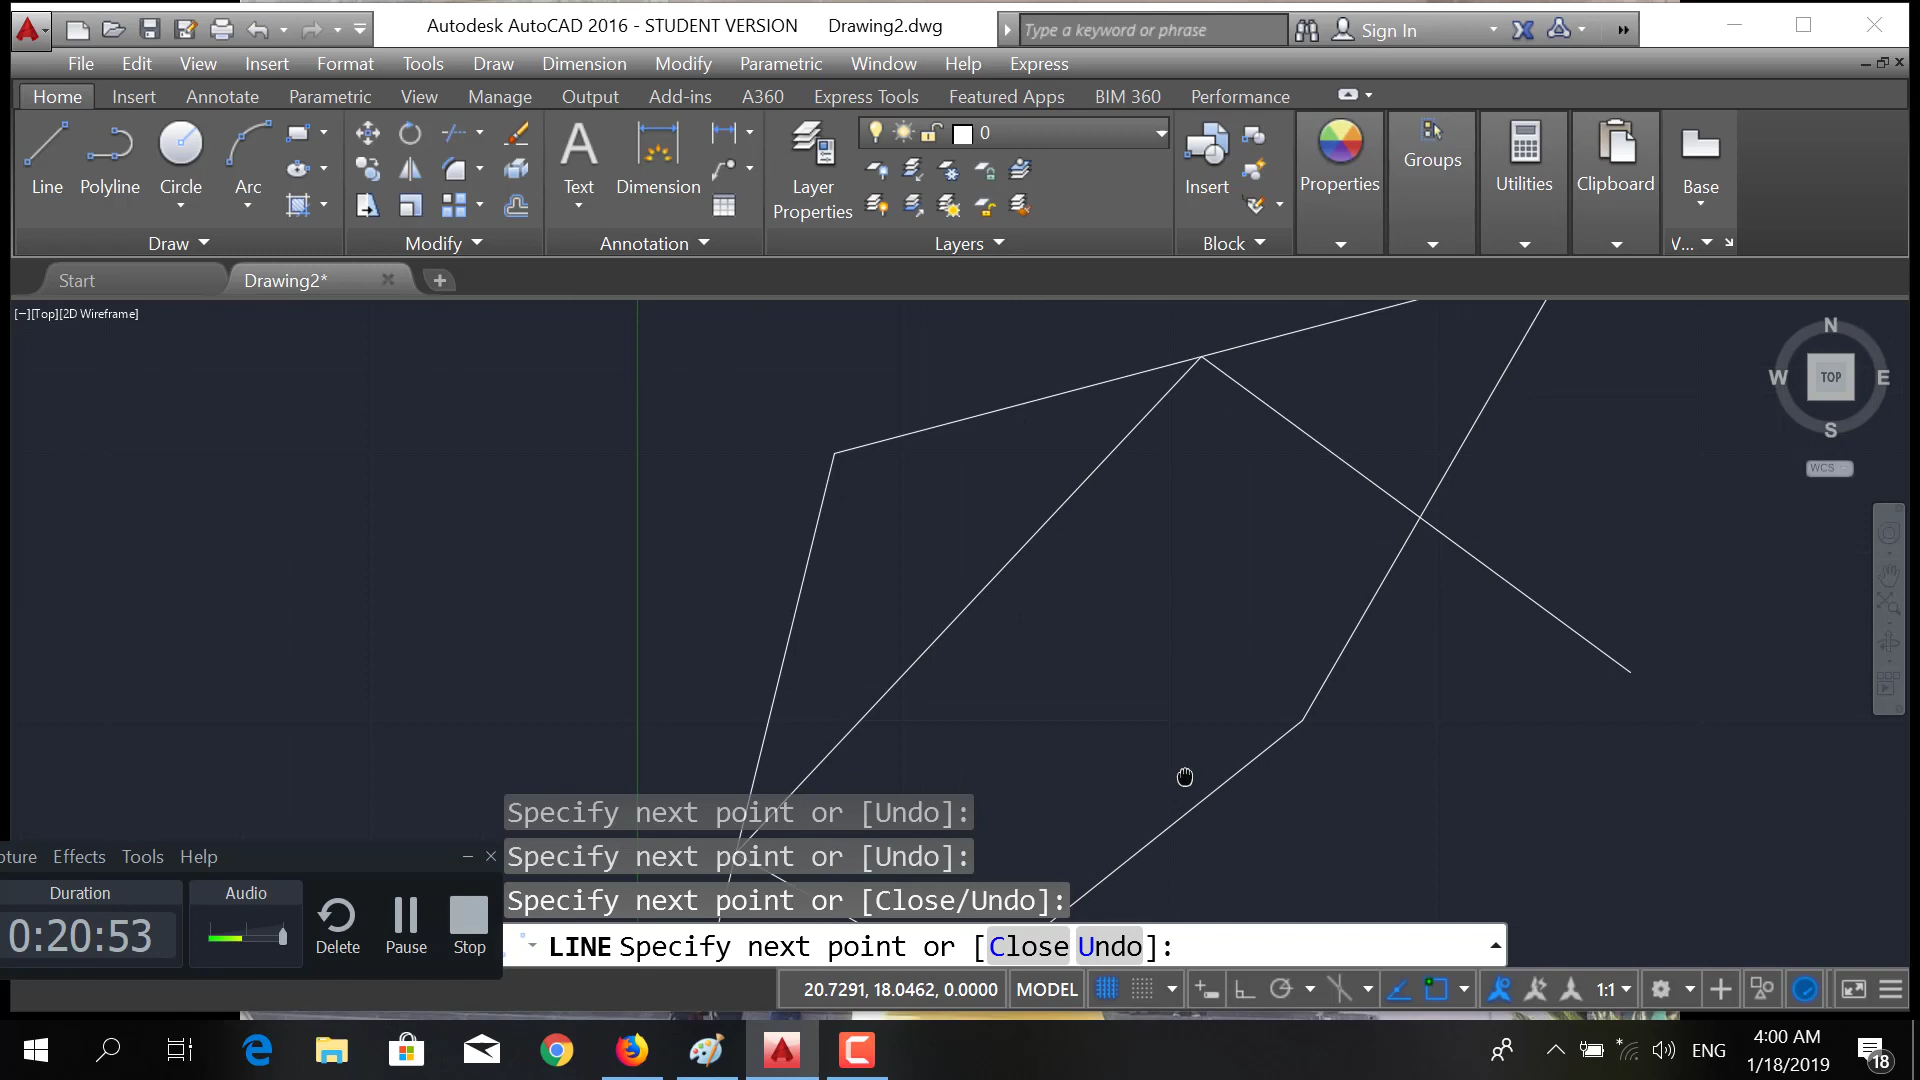 Autodesk AutoCAD 2016 - STUDENT VERSION Drawing2.dwg
Type a keyword or phrase
Sign In
File Edit View Insert Format Tools Draw Dimension Modify Parametric Window Help Express
Home Insert Annotate Parametric View Manage Output Add-ins A360 Express Tools Featured Apps BIM 360 Performance
0
Line Polyline Circle Arc
Text Dimension
Layer
Properties
Insert
Properties
Groups
Utilities
Clipboard
Base
Draw Modify Annotation Layers Block V...
Start Drawing2*
[−][Top][2D Wireframe]
N
W TOP E
S
WCS
Specify next point or [Undo]:
Specify next point or [Undo]:
Specify next point or [Close/Undo]:
LINE Specify next point or [Close Undo]:
pture Effects Tools Help
Duration Audio
0:20:53
Delete Pause Stop
20.7291, 18.0462, 0.0000 MODEL 1:1
ENG
4:00 AM
1/18/2019
18